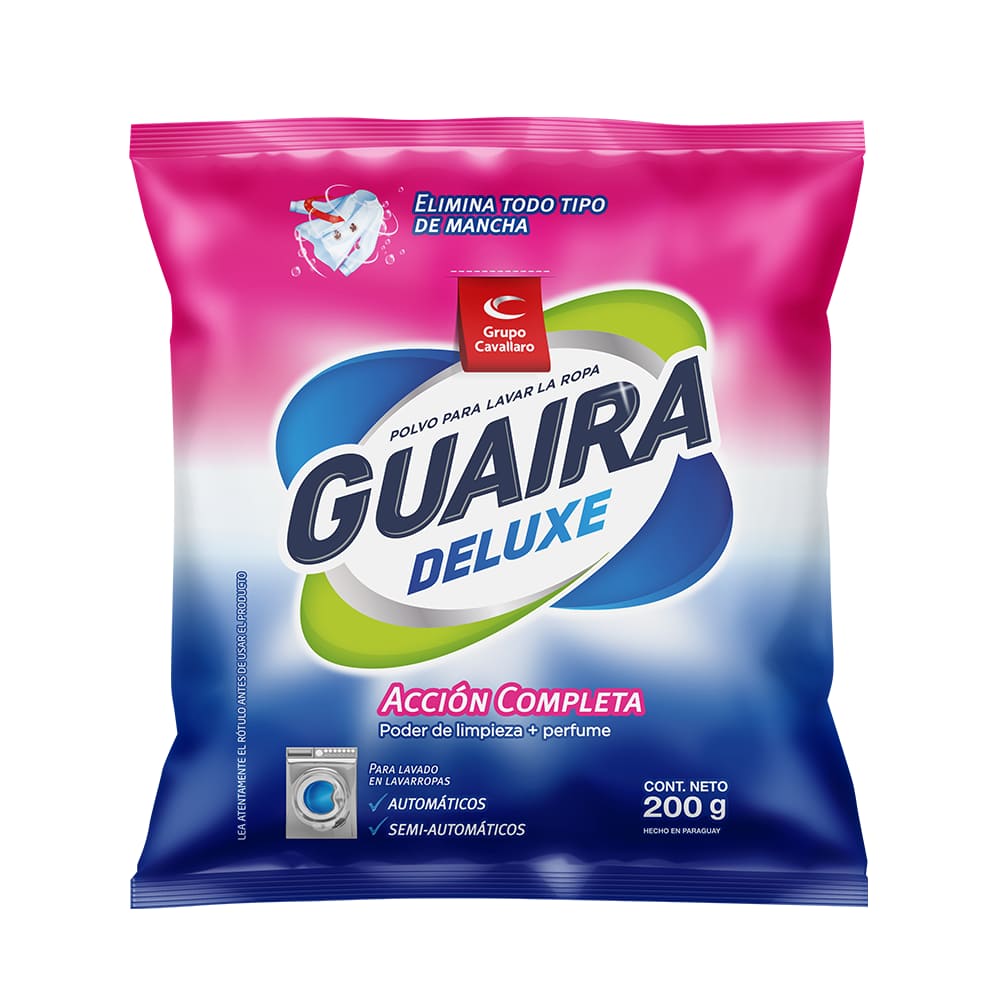 ELIMINA TODO TIPO
DE MANCHA
Grupo
Cavallaro
POLVO PARA LAVAR LA ROPA
GUAIRA
DELUXE
LEA ATENTAMENTE EL RÓTULO ANTES DE USAR EL PRODUCTO
ACCIÓN COMPLETA
Poder de limpieza + perfume
PARA LAVADO
EN LAVARROPAS
AUTOMÁTICOS
SEMI-AUTOMÁTICOS
CONT. NETO
200 g
HECHO EN PARAGUAY